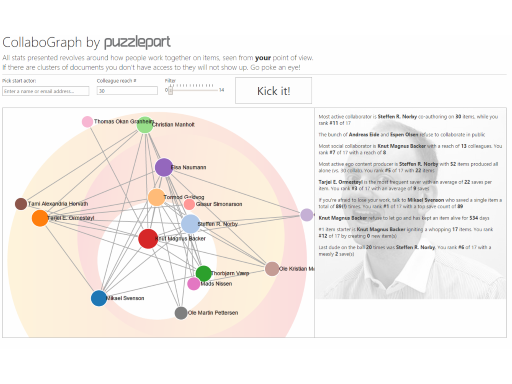 CollaboGraph by puzzlepart
All stats presented revolves around how people work together on items, seen from your point of view.
If there are clusters of documents you don't have access to they will not show up. Go poke an eye!
Pick start actor:
Colleague reach #
Filter
Enter a name or email address...
30
0
14
Kick it!
Thomas Okan Grønheim
Christian Manholt
Elsa Naumann
Tormod Guldvog
Glaur Simonarson
Tami Alexandra Horvath
Tarjei E. Ormestøyl
Steffen R. Norby
Knut Magnus Backer
Thorbjørn Værp
Mads Nissen
Ole Kristian M
Mikael Svenson
Ole Martin Pettersen
Most active collaborator is Steffen R. Norby co-authoring on 30 items, while you
rank #11 of 17
The bunch of Andreas Eide and Espen Olsen refuse to collaborate in public
Most social collaborator is Knut Magnus Backer with a reach of 13 colleagues. You
rank #7 of 17 with a reach of 8
Most active ego content producer is Steffen R. Norby with 52 items produced all
alone (vs. 30 collab). You rank #5 of 17 with 22 items
Tarjei E. Ormestøyl is the most frequent saver with an average of 22 saves per
item. You rank #3 of 17 with an average of 8 saves
If you're afraid to lose your work, talk to Mikael Svenson who saved a single item a
total of 89(!) times. You rank #1 of 17 with a top save count of 89
Knut Magnus Backer refuse to let go and has kept an item alive for 534 days
#1 item starter is Knut Magnus Backer igniting a whopping 17 items. You rank
#12 of 17 by creating 0 new item(s)
Last dude on the ball 20 times was Steffen R. Norby. You rank #6 of 17 with a
measly 2 save(s)